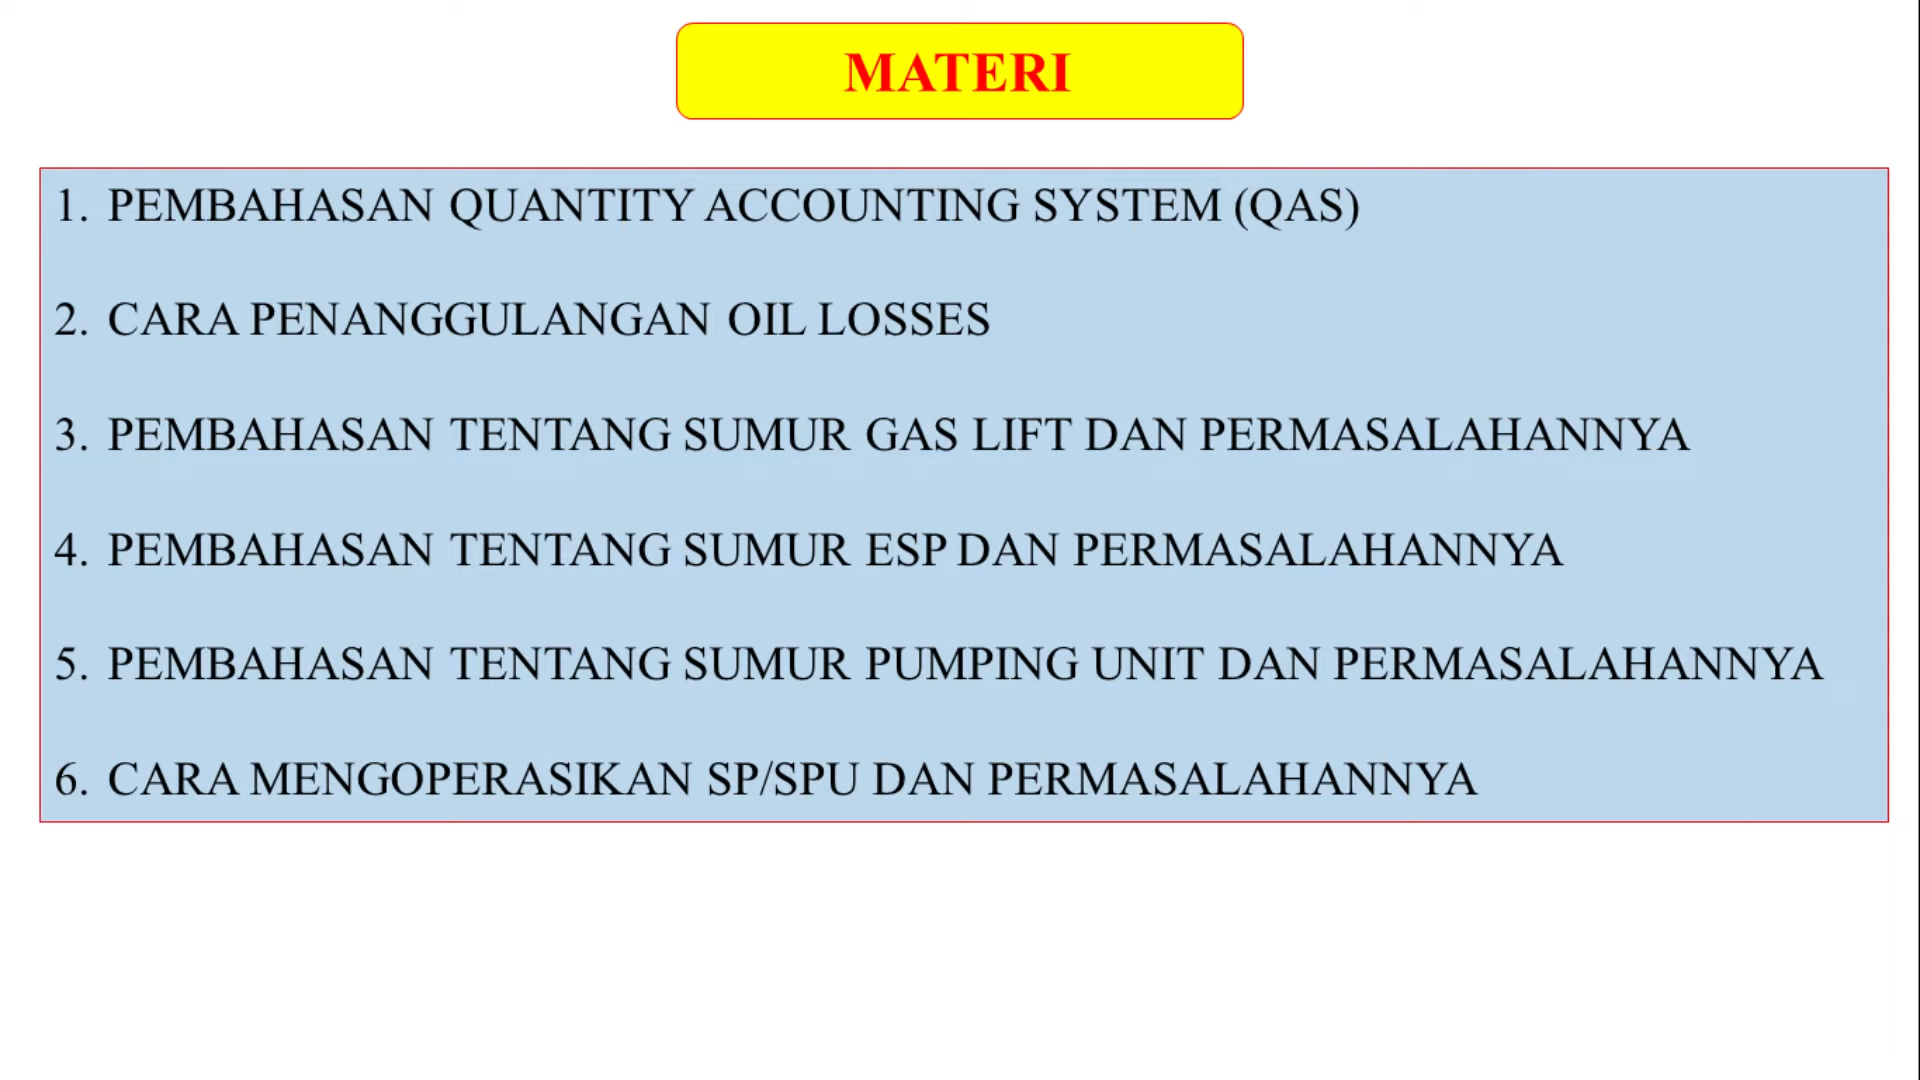 MATERI
1. PEMBAHASAN QUANTITY ACCOUNTING SYSTEM (QAS)
2. CARA PENANGGULANGAN OIL LOSSES
3. PEMBAHASAN TENTANG SUMUR GAS LIFT DAN PERMASALAHANNYA
4. PEMBAHASAN TENTANG SUMUR ESP DAN PERMASALAHANNYA
5. PEMBAHASAN TENTANG SUMUR PUMPING UNIT DAN PERMASALAHANNYA
6. CARA MENGOPERASIKAN SP/SPU DAN PERMASALAHANNYA